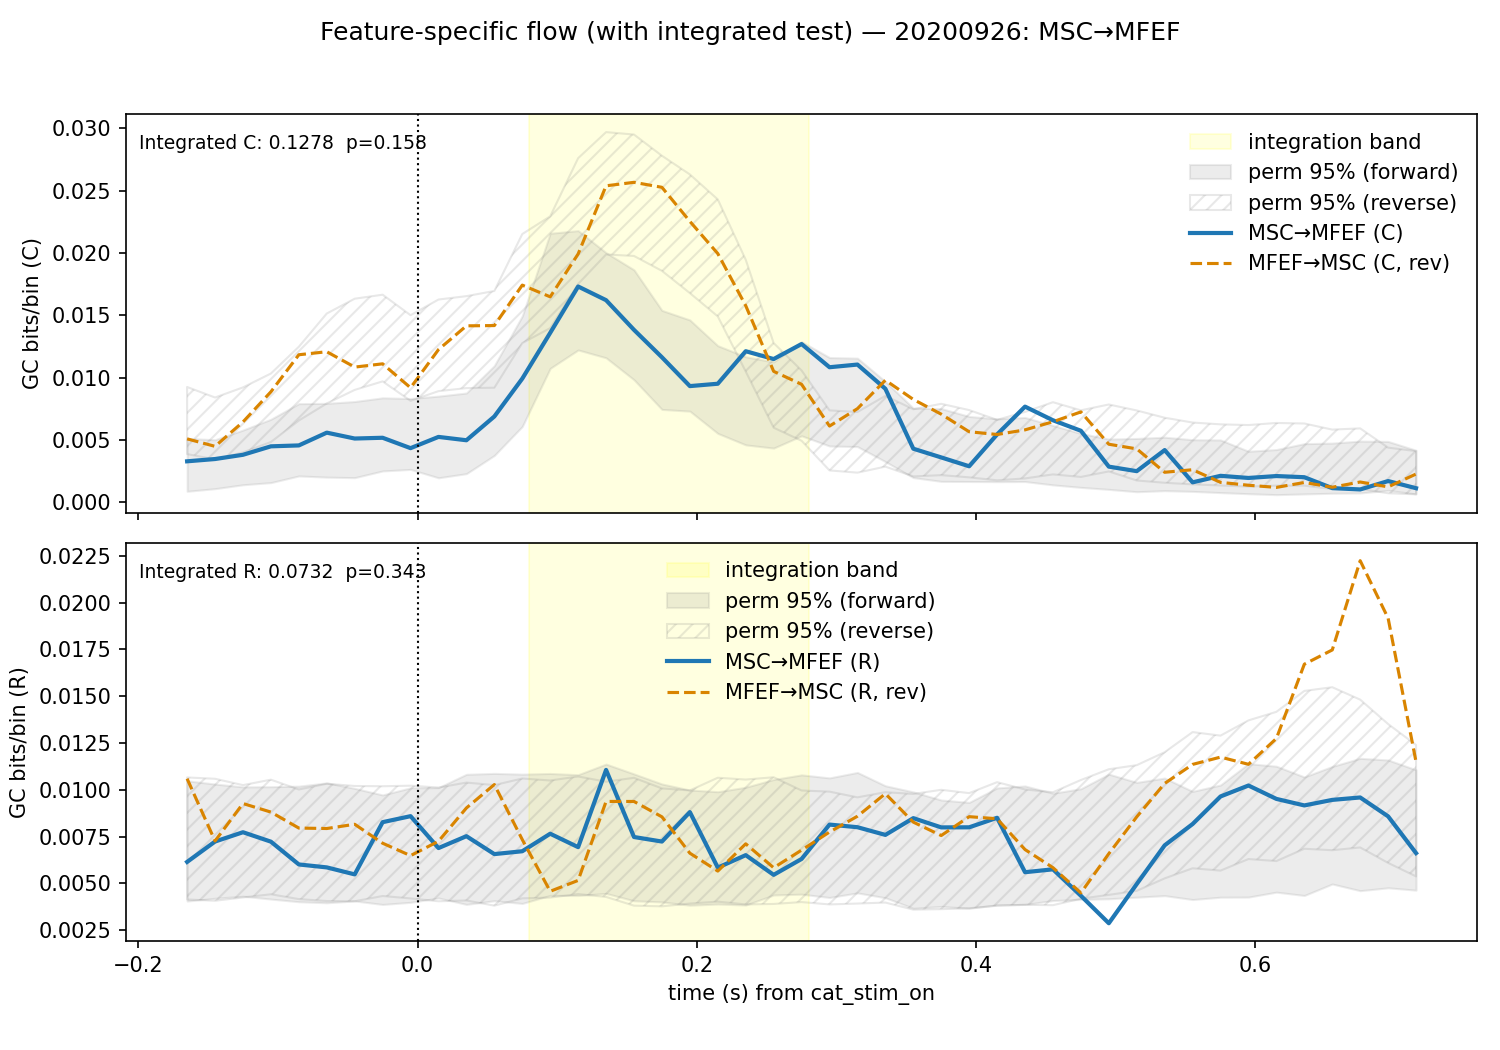 Feature-specific flow (with integrated test) — 20200926: MSC→MFEF
Integrated C: 0.1278  p=0.158
integration band
perm 95% (forward)
perm 95% (reverse)
MSC→MFEF (C)
MFEF→MSC (C, rev)
GC bits/bin (C)
0.030
0.025
0.020
0.015
0.010
0.005
0.000
Integrated R: 0.0732  p=0.343
integration band
perm 95% (forward)
perm 95% (reverse)
MSC→MFEF (R)
MFEF→MSC (R, rev)
GC bits/bin (R)
0.0225
0.0200
0.0175
0.0150
0.0125
0.0100
0.0075
0.0050
0.0025
−0.2 0.0 0.2 0.4 0.6
time (s) from cat_stim_on